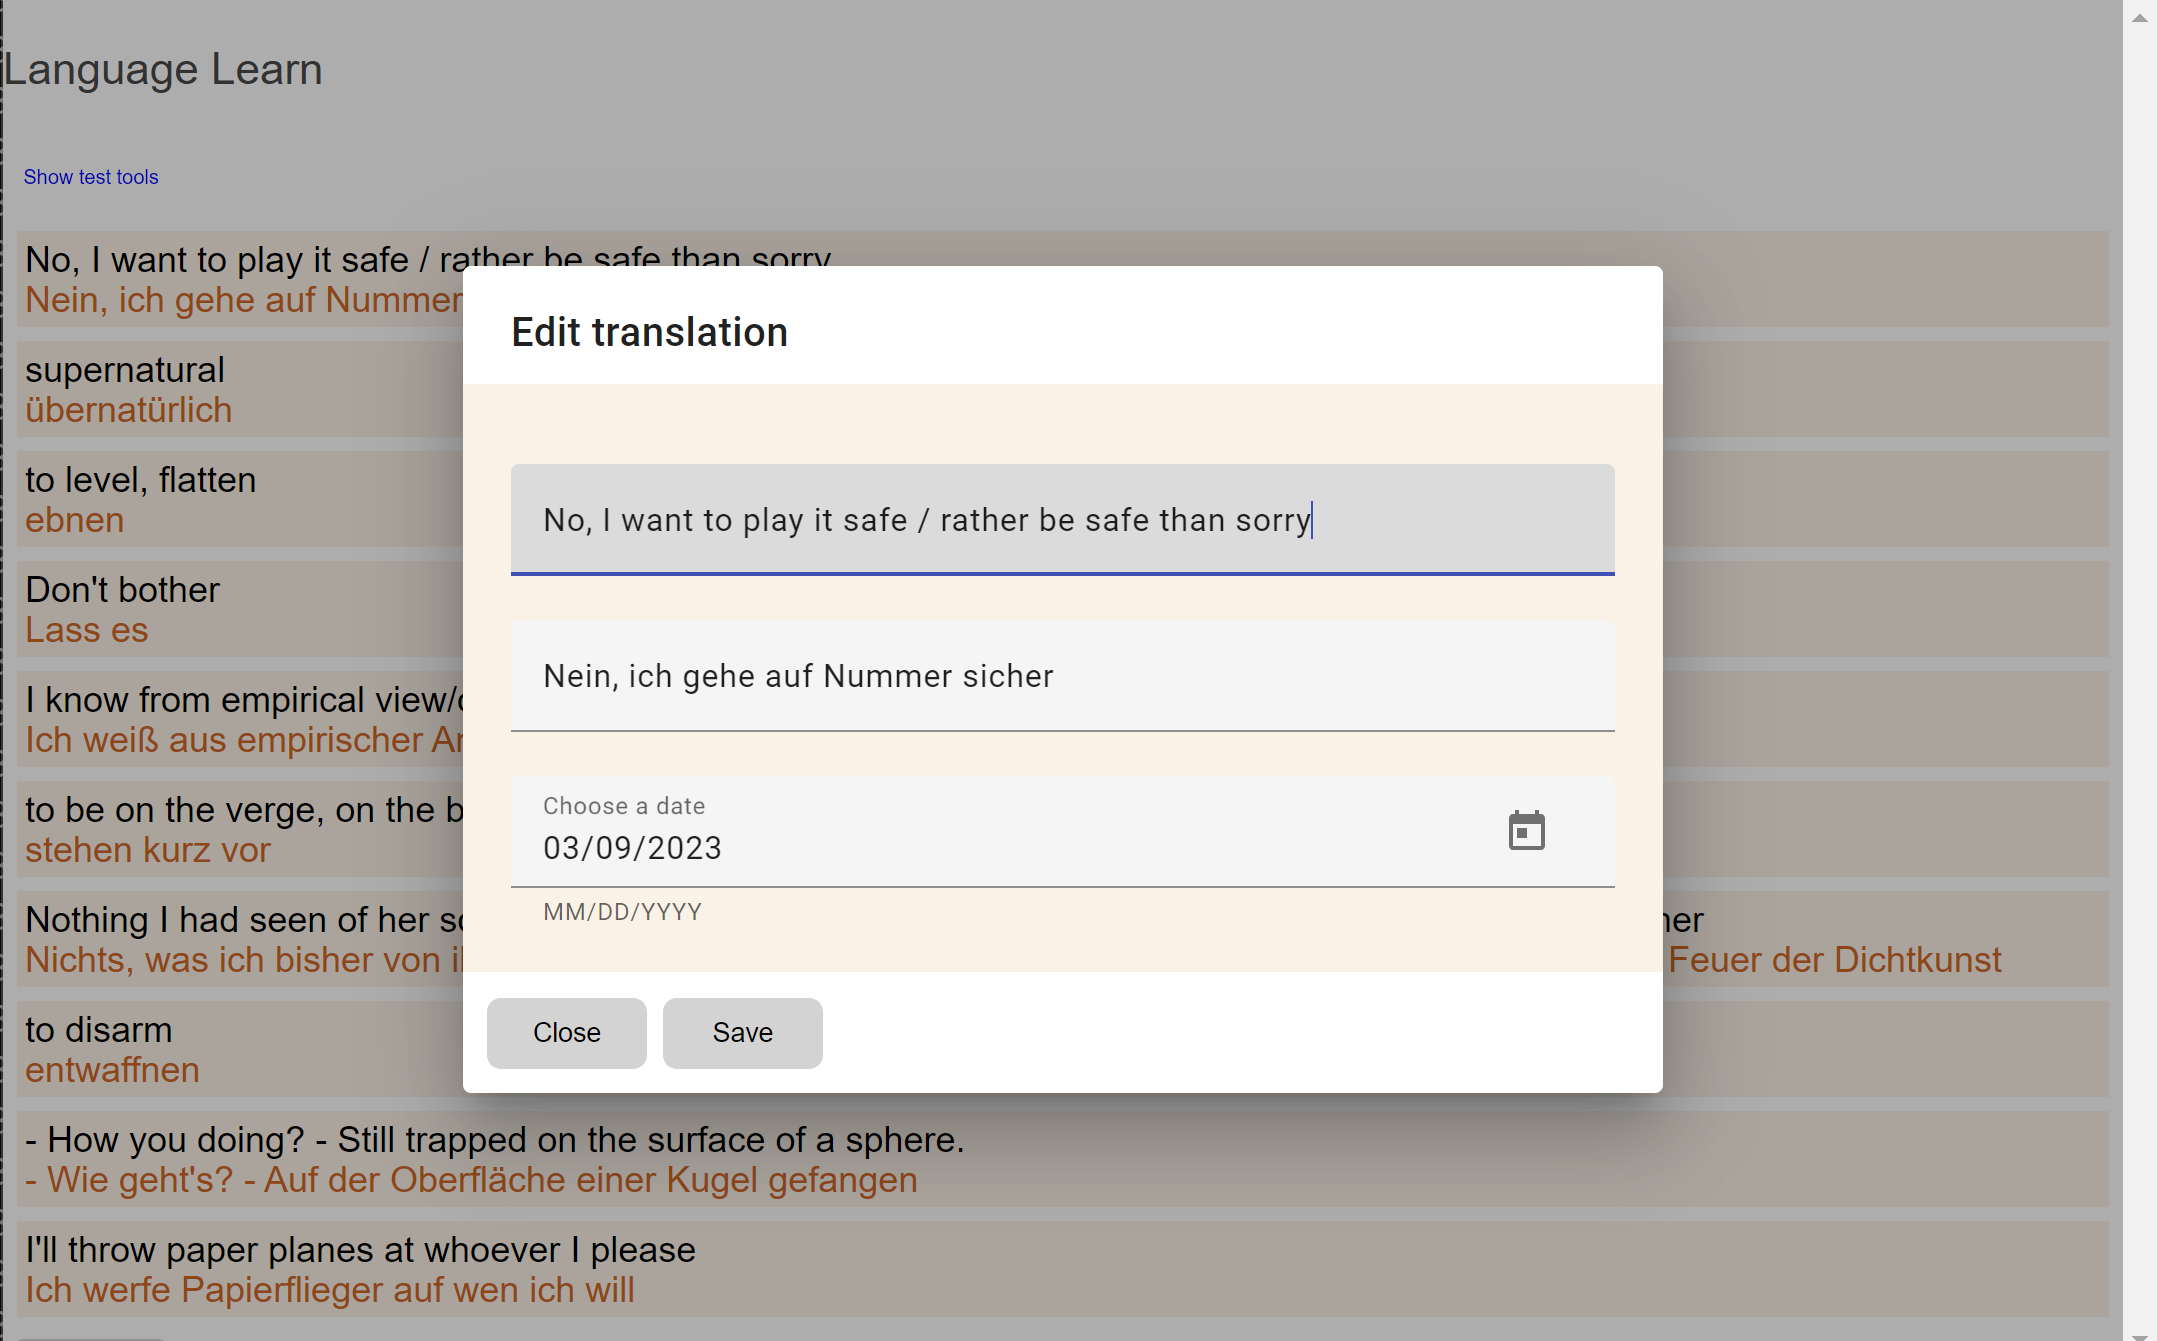 Language Learn
Show test tools
No, I want to play it safe / rather be safe than sorry
Nein, ich gehe auf Nummer
supernatural
übernatürlich
to level, flatten
ebnen
Don't bother
Lass es
I know from empirical view/
Ich weiß aus empirischer
to be on the verge, on the
stehen kurz vor
Nothing I had seen of her
Nichts, was ich bisher von
Feuer der Dichtkunst
to disarm
entwaffnen
- How you doing? - Still trapped on the surface of a sphere.
- Wie geht's? - Auf der Oberfläche einer Kugel gefangen
I'll throw paper planes at whoever I please
Ich werfe Papierflieger auf wen ich will
Edit translation
No, I want to play it safe / rather be safe than sorry
Nein, ich gehe auf Nummer sicher
Choose a date
03/09/2023
MM/DD/YYYY
Close Save